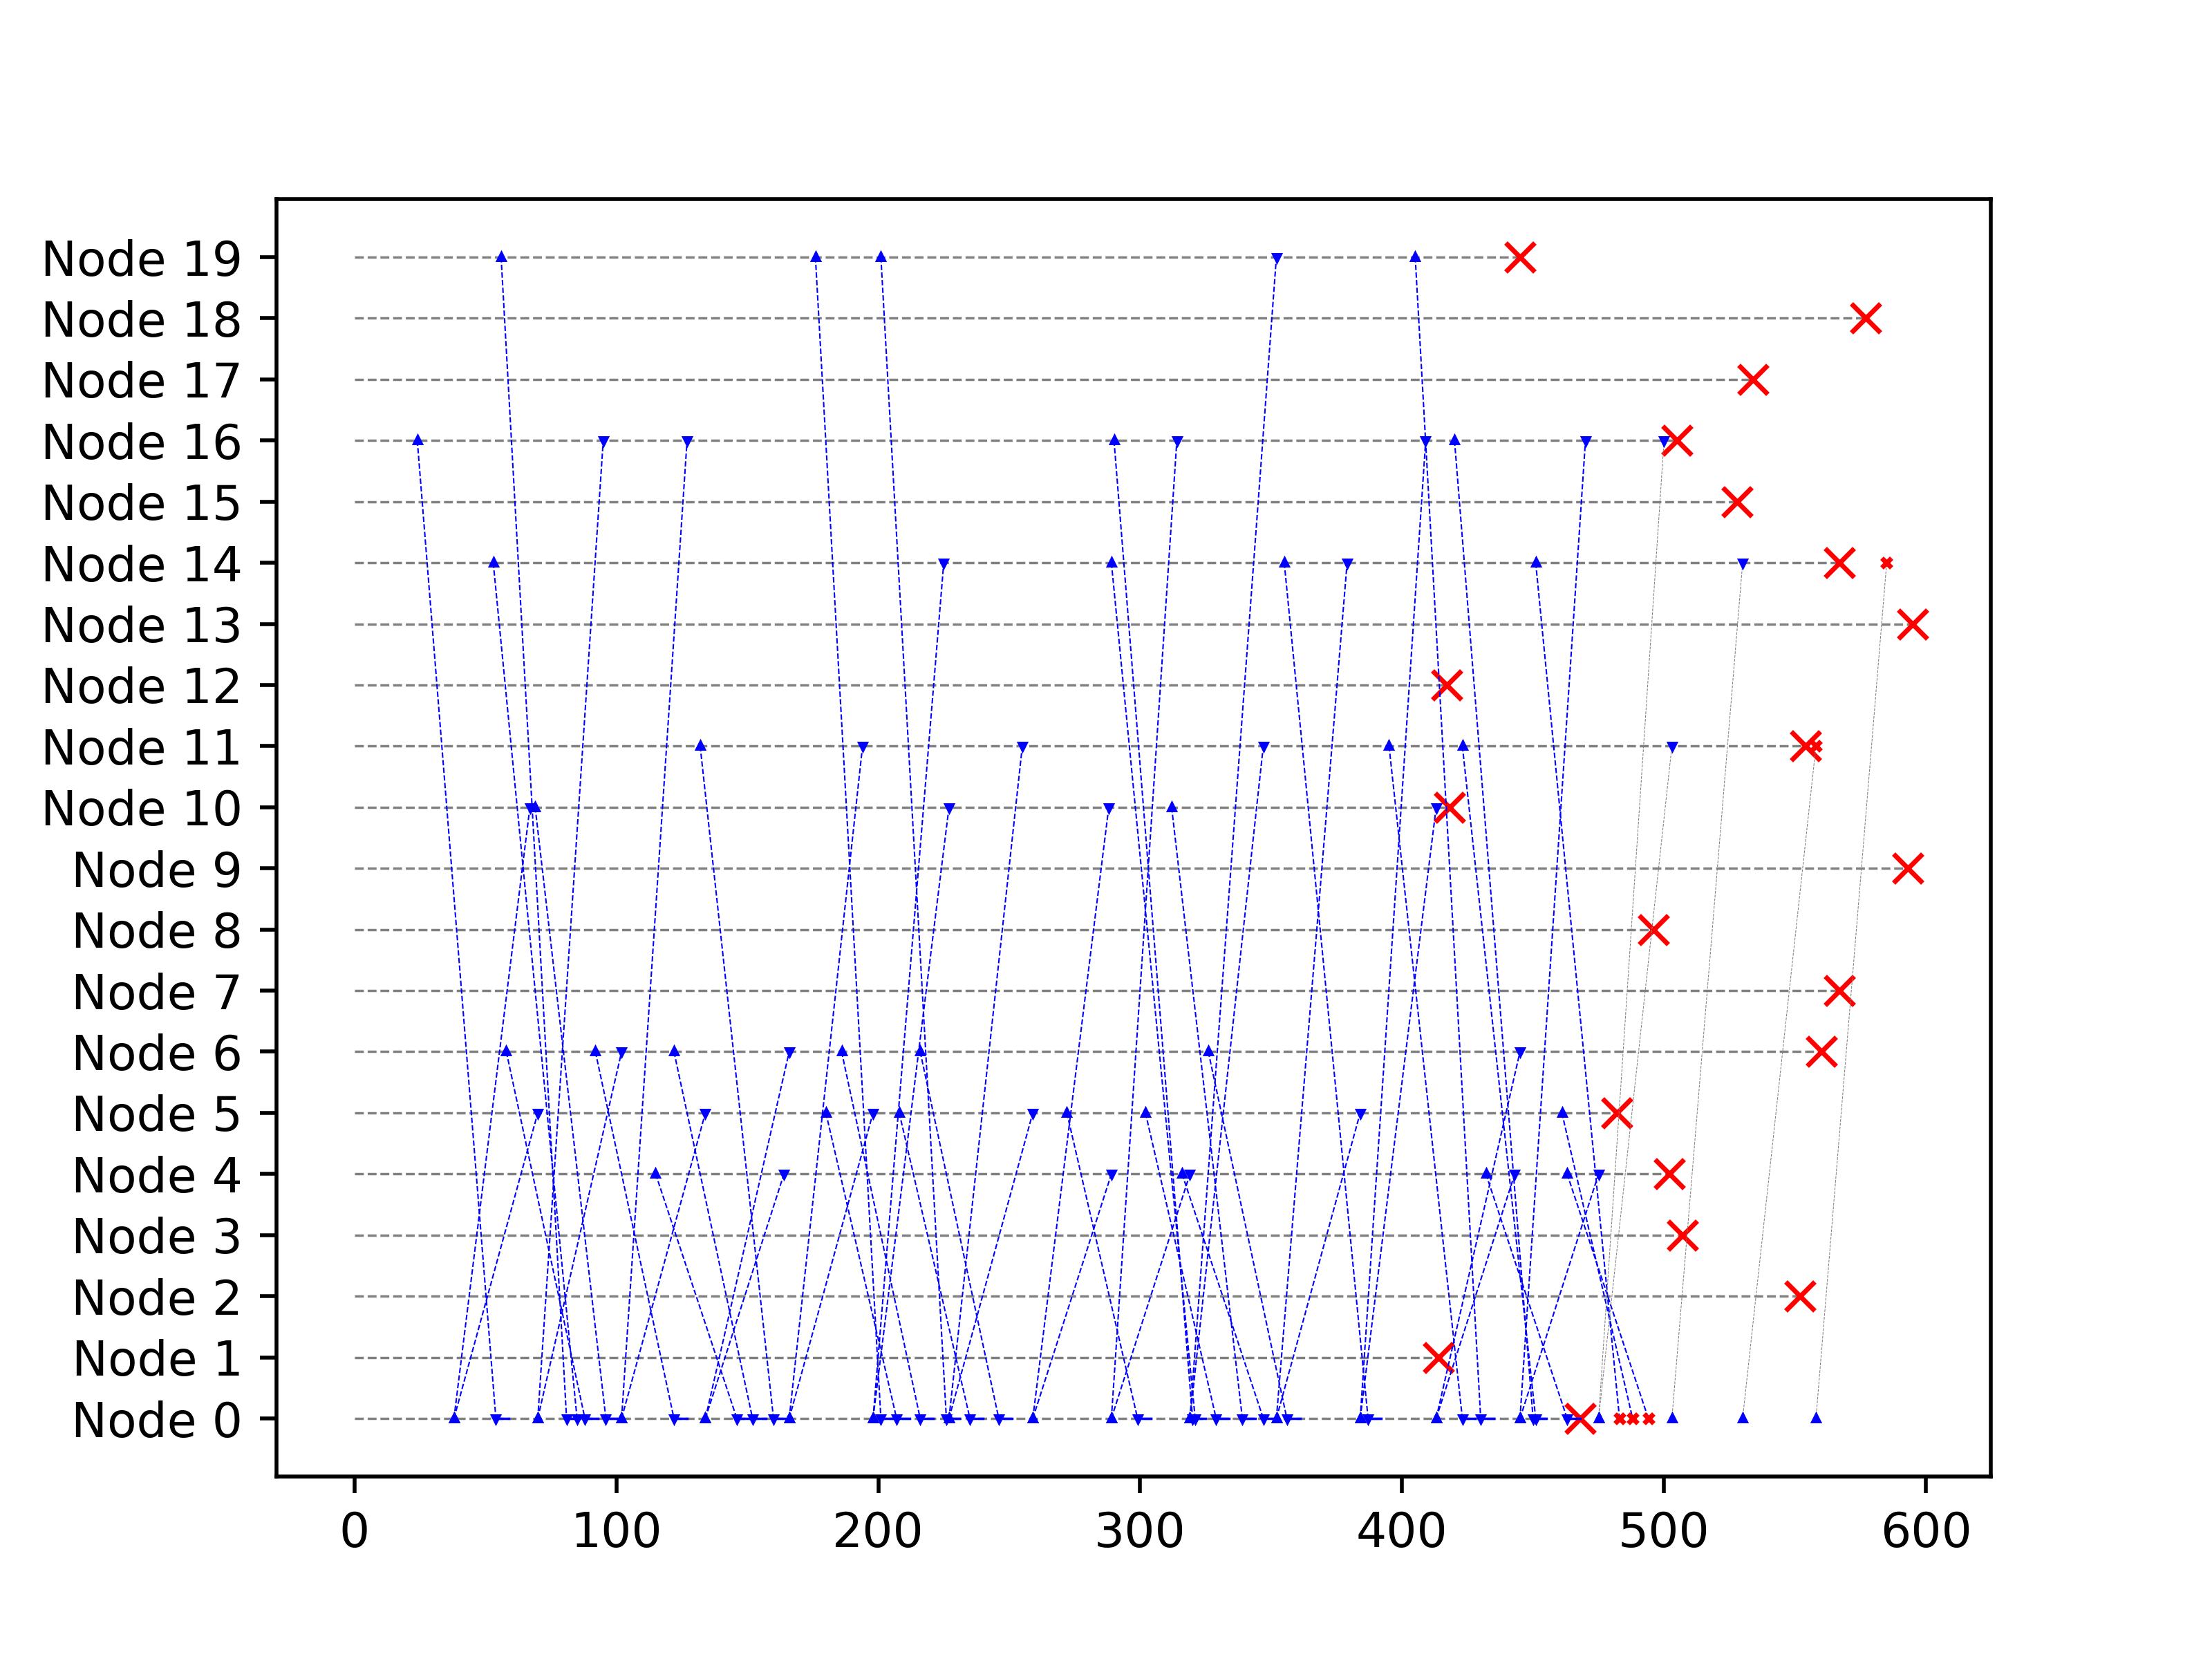 Node 19
Node 18
Node 17
Node 16
Node 15
Node 14
Node 13
Node 12
Node 11
Node 10
Node 9
Node 8
Node 7
Node 6
Node 5
Node 4
Node 3
Node 2
Node 1
Node 0
0 100 200 300 400 500 600